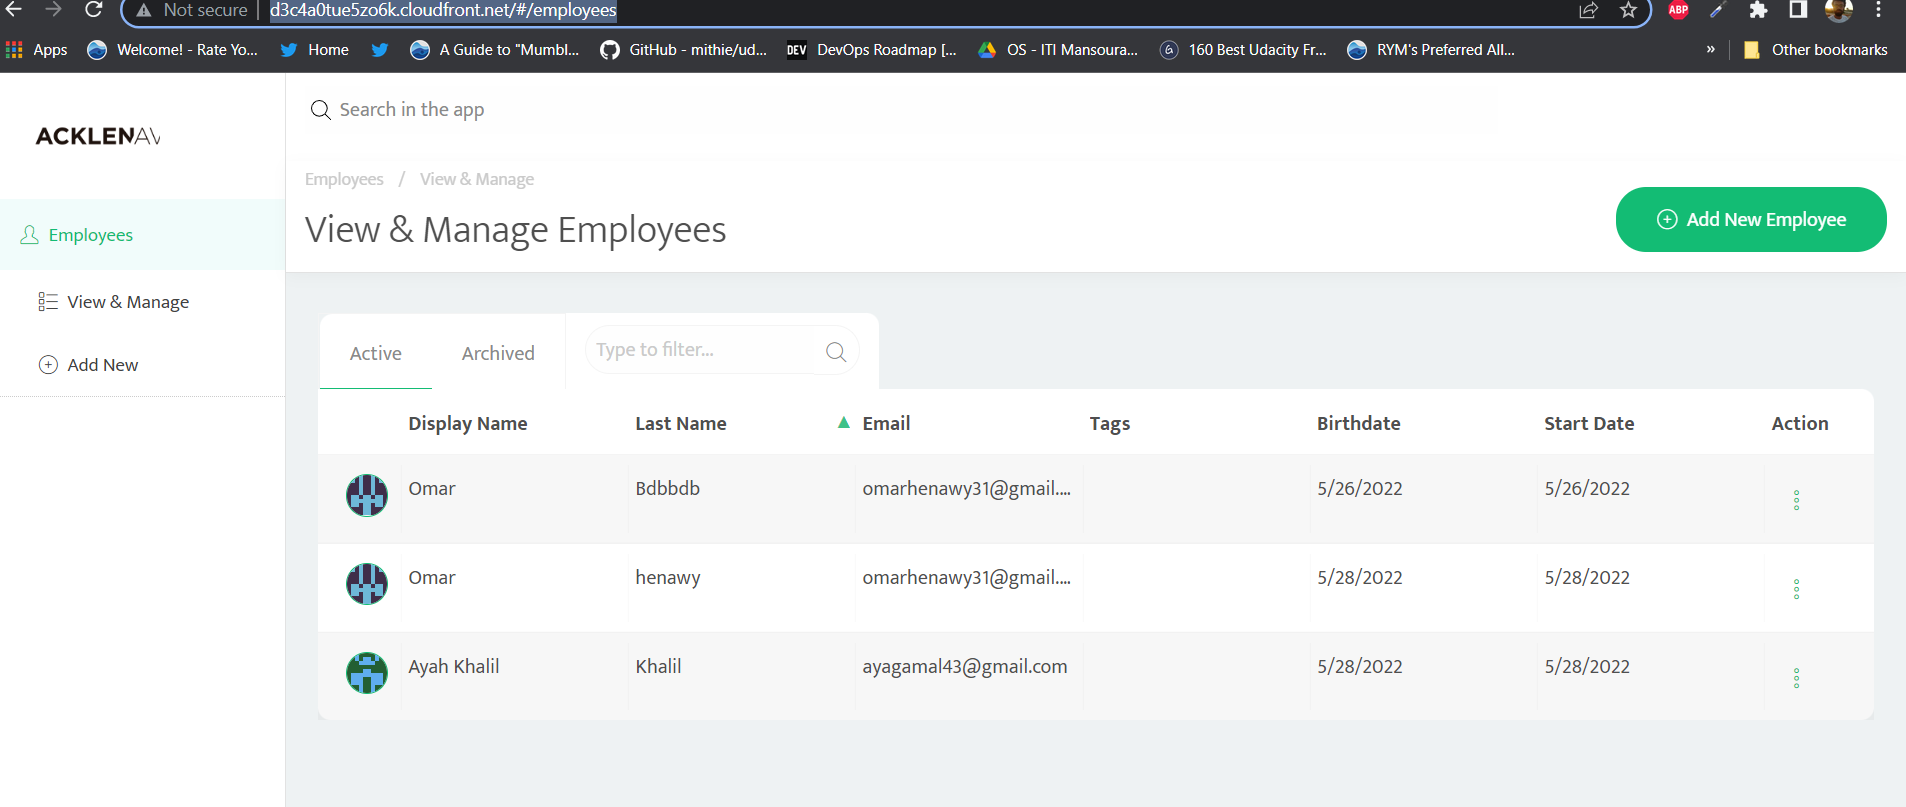 Not secure | d3c4a0tue5zo6k.cloudfront.net/#/employees
ABP
Apps Welcome! - Rate Yo... Home A Guide to "Mumbl... GitHub - mithie/ud... DEV DevOps Roadmap [... OS - ITI Mansoura... 160 Best Udacity Fr... RYM's Preferred All... » Other bookmarks
Search in the app
ACKLENAV
Employees / View & Manage
View & Manage Employees
Add New Employee
Employees
View & Manage
Add New
Active Archived Type to filter...
Display Name Last Name ▲ Email Tags Birthdate Start Date Action
Omar Bdbbdb omarhenawy31@gmail.... 5/26/2022 5/26/2022
Omar henawy omarhenawy31@gmail.... 5/28/2022 5/28/2022
Ayah Khalil Khalil ayagamal43@gmail.com 5/28/2022 5/28/2022